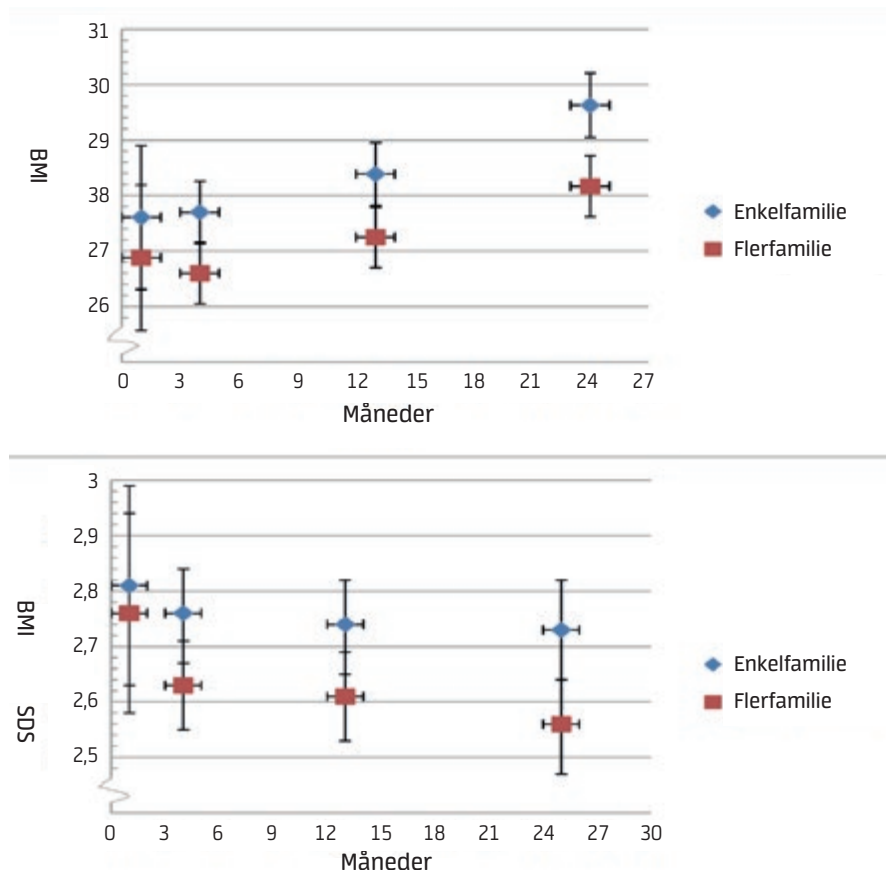 31
30
29
38
27
26
BMI
0 3 6 9 12 15 18 21 24 27
Måneder
Enkelfamilie
Flerfamilie
3
2,9
2,8
2,7
2,6
2,5
BMI
SDS
0 3 6 9 12 15 18 21 24 27 30
Måneder
Enkelfamilie
Flerfamilie